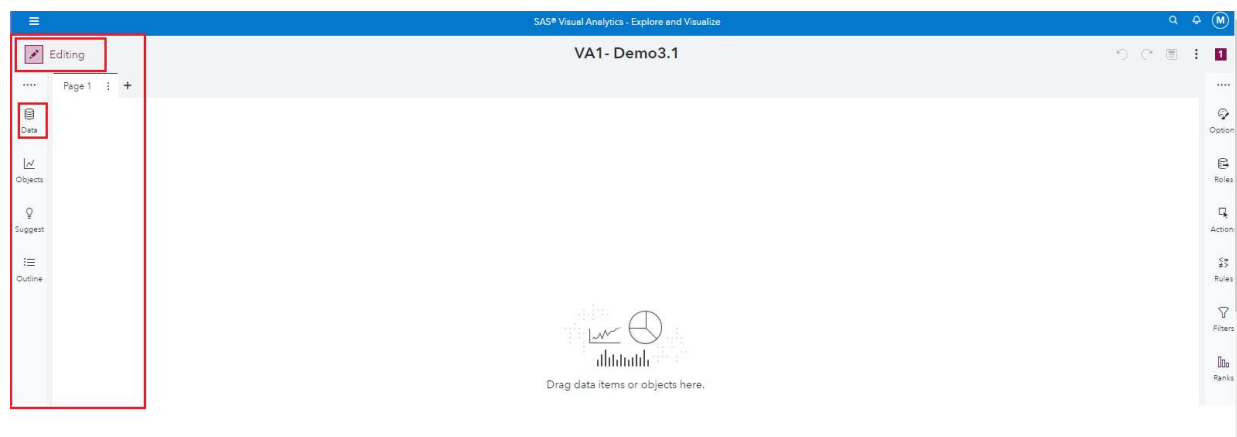 SAS® Visual Analytics - Explore and Visualize
M
Editing
VA1- Demo3.1
1
Page 1
Data
Objects
Suggest
Outline
Option
Roles
Action
Rules
Filters
Ranks
Drag data items or objects here.